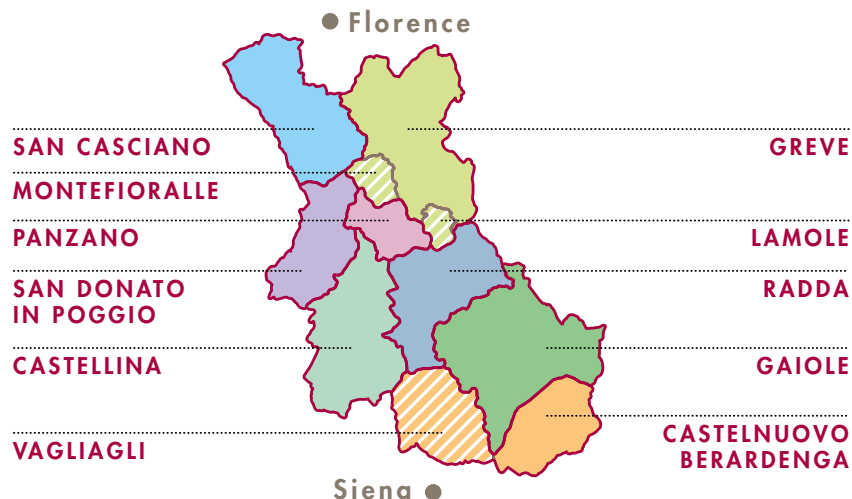 Florence
SAN CASCIANO
GREVE
MONTEFIORALLE
PANZANO
LAMOLE
SAN DONATO
IN POGGIO
RADDA
CASTELLINA
GAIOLE
VAGLIAGLI
CASTELNUOVO
BERARDENGA
Siena